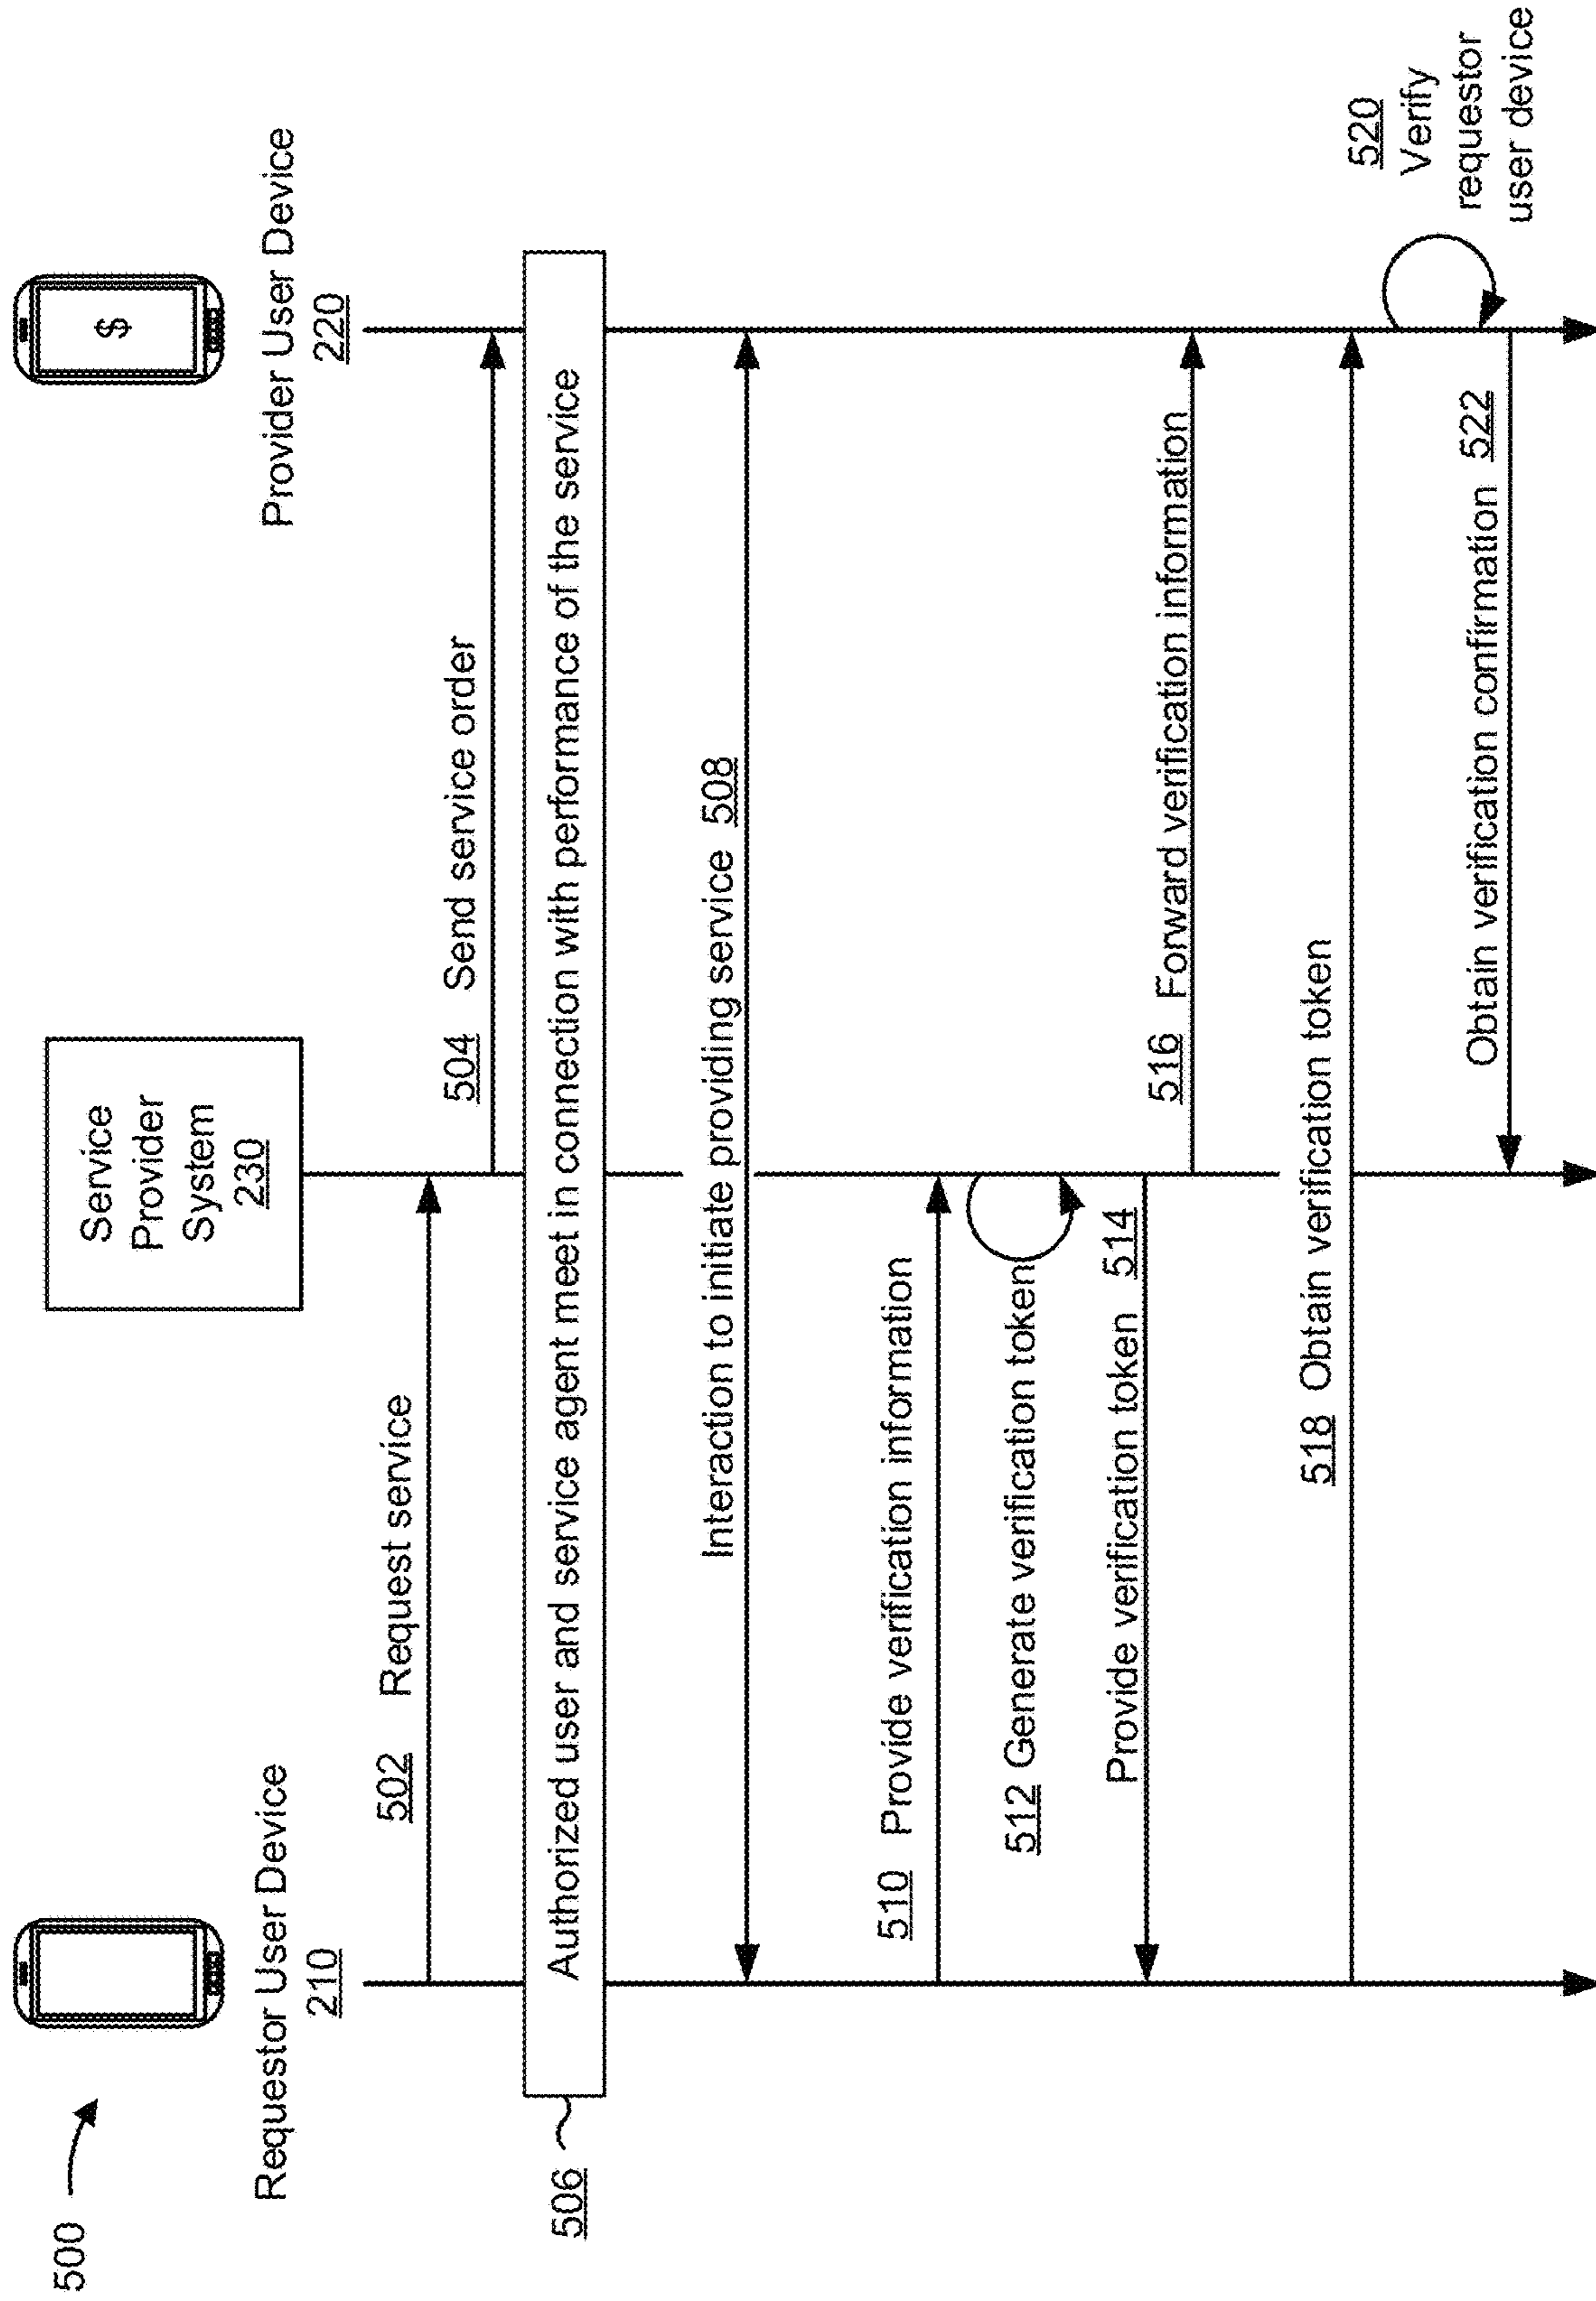 500
$
Requestor User Device
210
Service
Provider
System
230
Provider User Device
220
502 Request service
504 Send service order
506
Authorized user and service agent meet in connection with performance of the service
Interaction to initiate providing service 508
510 Provide verification information
512 Generate verification token
Provide verification token 514
516 Forward verification information
518 Obtain verification token
520
Verify
requestor
user device
Obtain verification confirmation 522